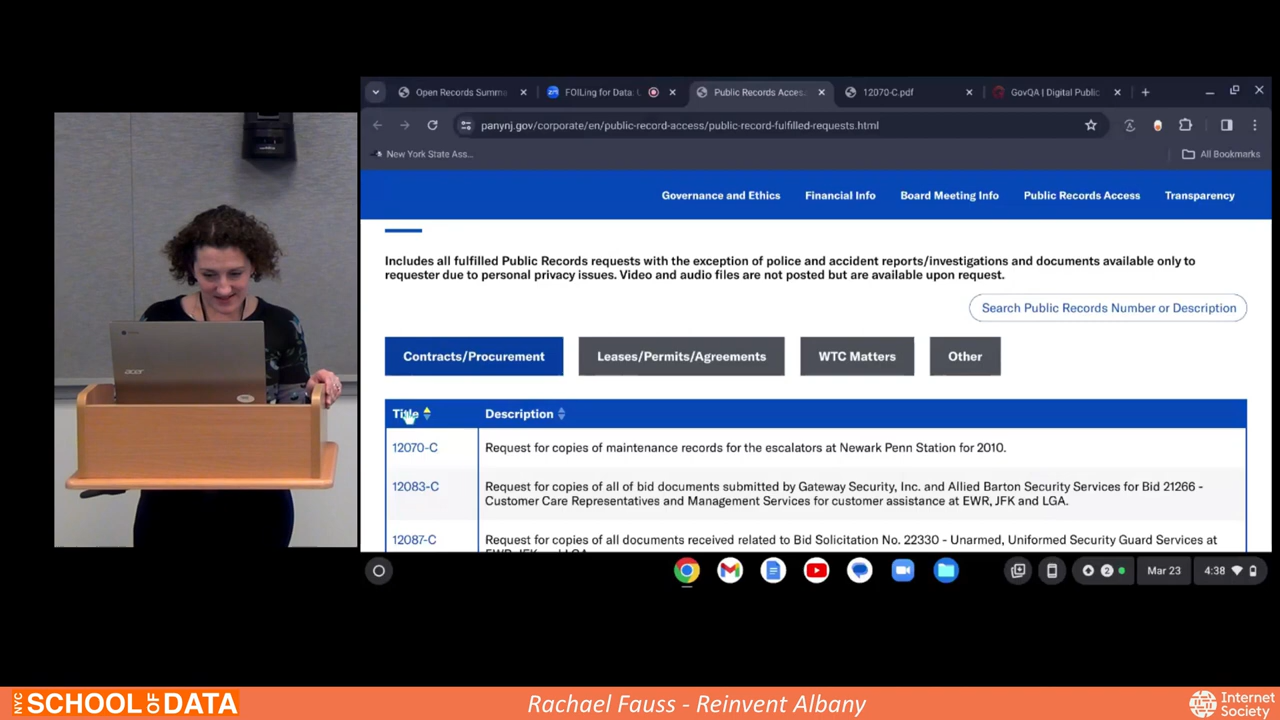 Open Records Summa
FOILing for Data: U
Public Records Access
12070-C.pdf
GovQA | Digital Public
panynj.gov/corporate/en/public-record-access/public-record-fulfilled-requests.html
New York State Ass...
All Bookmarks
Governance and Ethics
Financial Info
Board Meeting Info
Public Records Access
Transparency
Includes all fulfilled Public Records requests with the exception of police and accident reports/investigations and documents available only to
requester due to personal privacy issues. Video and audio files are not posted but are available upon request.
Search Public Records Number or Description
Contracts/Procurement
Leases/Permits/Agreements
WTC Matters
Other
Title
Description
12070-C
Request for copies of maintenance records for the escalators at Newark Penn Station for 2010.
12083-C
Request for copies of all of bid documents submitted by Gateway Security, Inc. and Allied Barton Security Services for Bid 21266 -
Customer Care Representatives and Management Services for customer assistance at EWR, JFK and LGA.
12087-C
Request for copies of all documents received related to Bid Solicitation No. 22330 - Unarmed, Uniformed Security Guard Services at
EWR, JFK and LGA.
acer
2
Mar 23
4:38
NYC SCHOOL OF DATA
Rachael Fauss - Reinvent Albany
Internet
Society